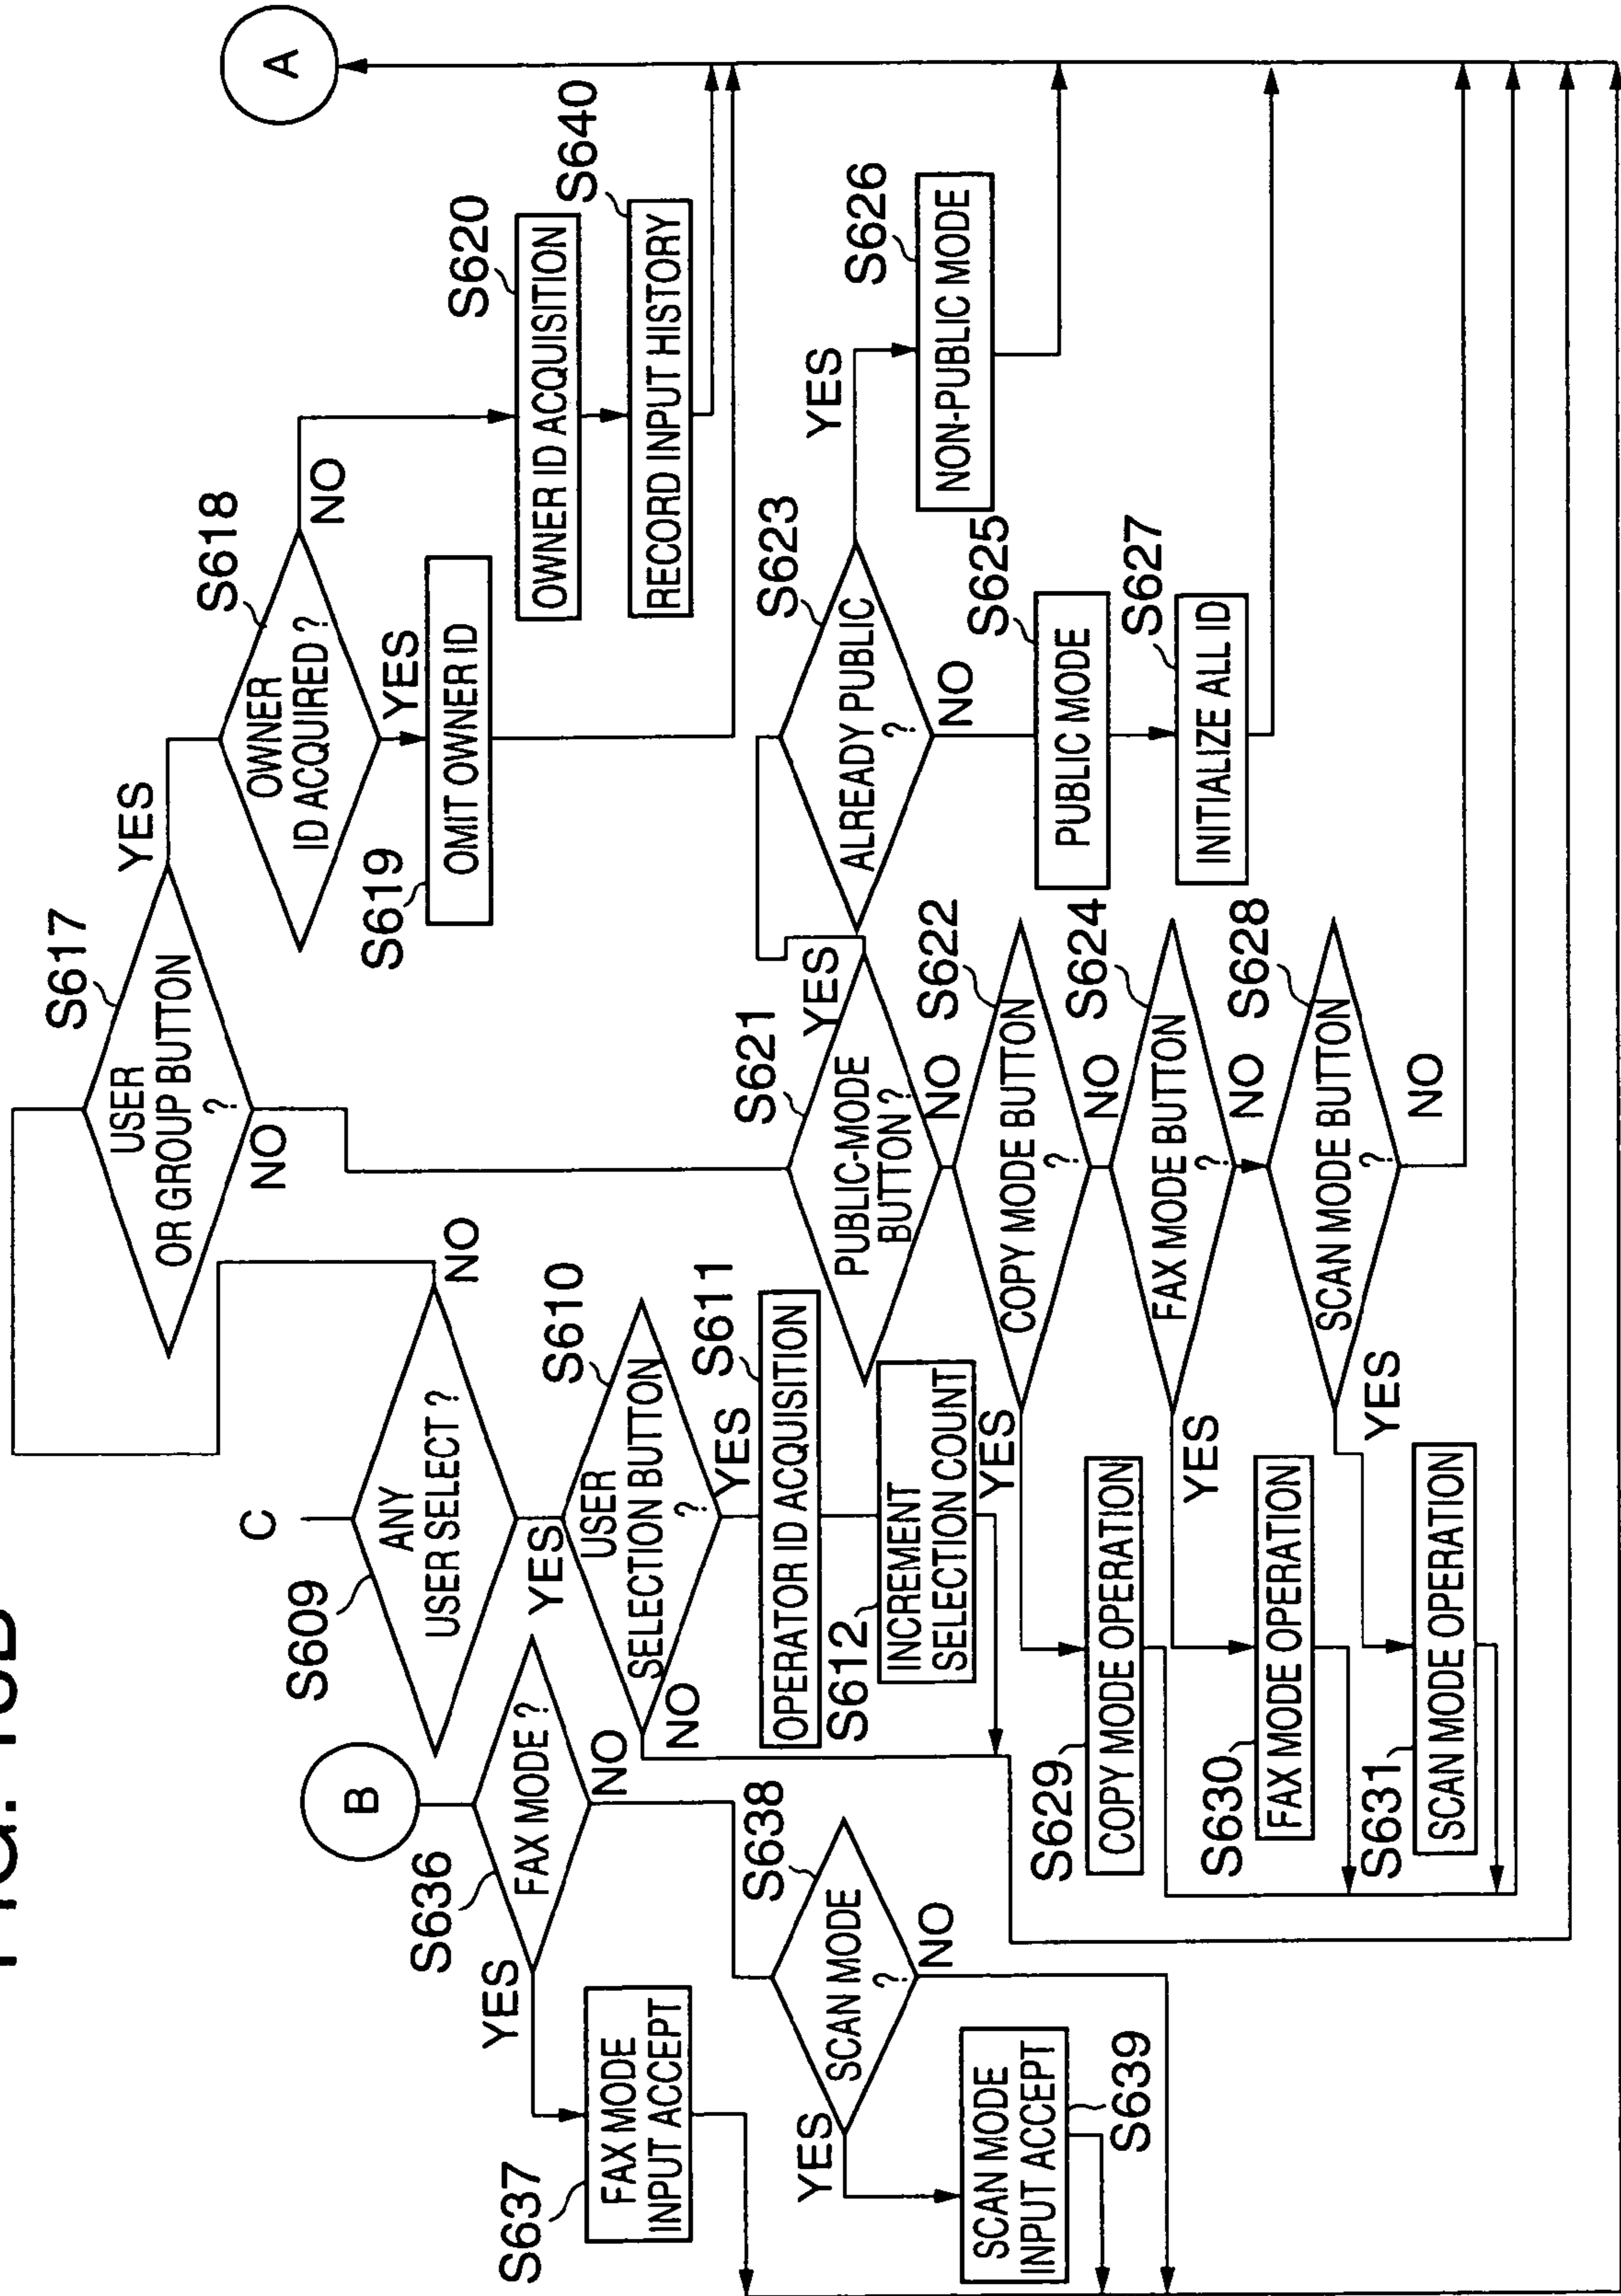 B
S636
FAX MODE ?
YES
NO
S637
FAX MODE
INPUT ACCEPT
S638
SCAN MODE
?
YES
NO
SCAN MODE
INPUT ACCEPT
S639
C
S609
ANY
USER SELECT ?
NO
YES
S610
USER
SELECTION BUTTON
?
NO
YES
S611
OPERATOR ID ACQUISITION
S612
INCREMENT
SELECTION COUNT
S617
USER
OR GROUP BUTTON
?
YES
NO
S618
OWNER
ID ACQUIRED ?
NO
YES
S619
OMIT OWNER ID
S620
OWNER ID ACQUISITION
S640
RECORD INPUT HISTORY
A
S621
PUBLIC-MODE
BUTTON ?
YES
NO
S623
ALREADY PUBLIC
?
YES
NO
S626
NON-PUBLIC MODE
S625
PUBLIC MODE
S627
INITIALIZE ALL ID
S622
COPY MODE BUTTON
?
YES
NO
S624
FAX MODE BUTTON
?
YES
NO
S628
SCAN MODE BUTTON
?
YES
NO
S629
COPY MODE OPERATION
S630
FAX MODE OPERATION
S631
SCAN MODE OPERATION